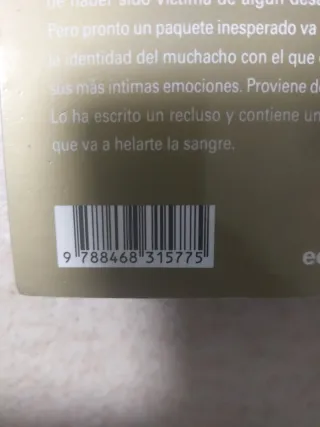 de haber sido víctima de algún desa
Pero pronto un paquete inesperado va
la identidad del muchacho con el que
sus más íntimas emociones. Proviene de
Lo ha escrito un recluso y contiene un
que va a helarte la sangre.
9 788468 315775